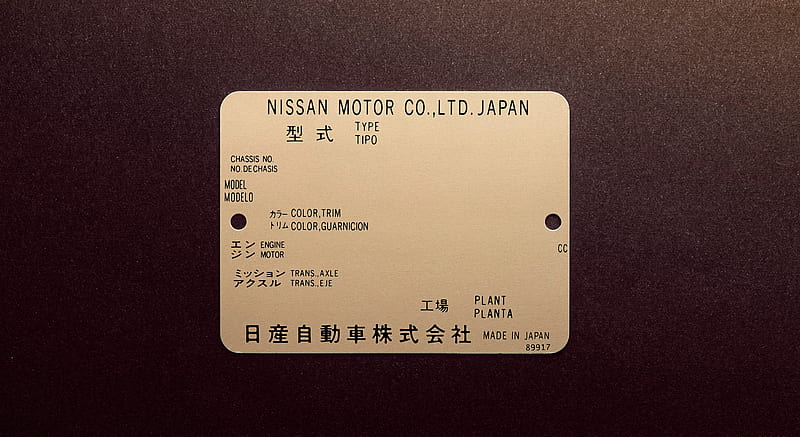 NISSAN MOTOR CO.,LTD. JAPAN
型式 TYPE
TIPO
CHASSIS NO.
NO. DE CHASIS
MODEL
MODELO
カラー COLOR,TRIM
トリム COLOR,GUARNICION
エン ENGINE
ジン MOTOR
CC
ミッション TRANS.,AXLE
アクスル TRANS.,EJE
工場 PLANT
PLANTA
日産自動車株式会社 MADE IN JAPAN
89917